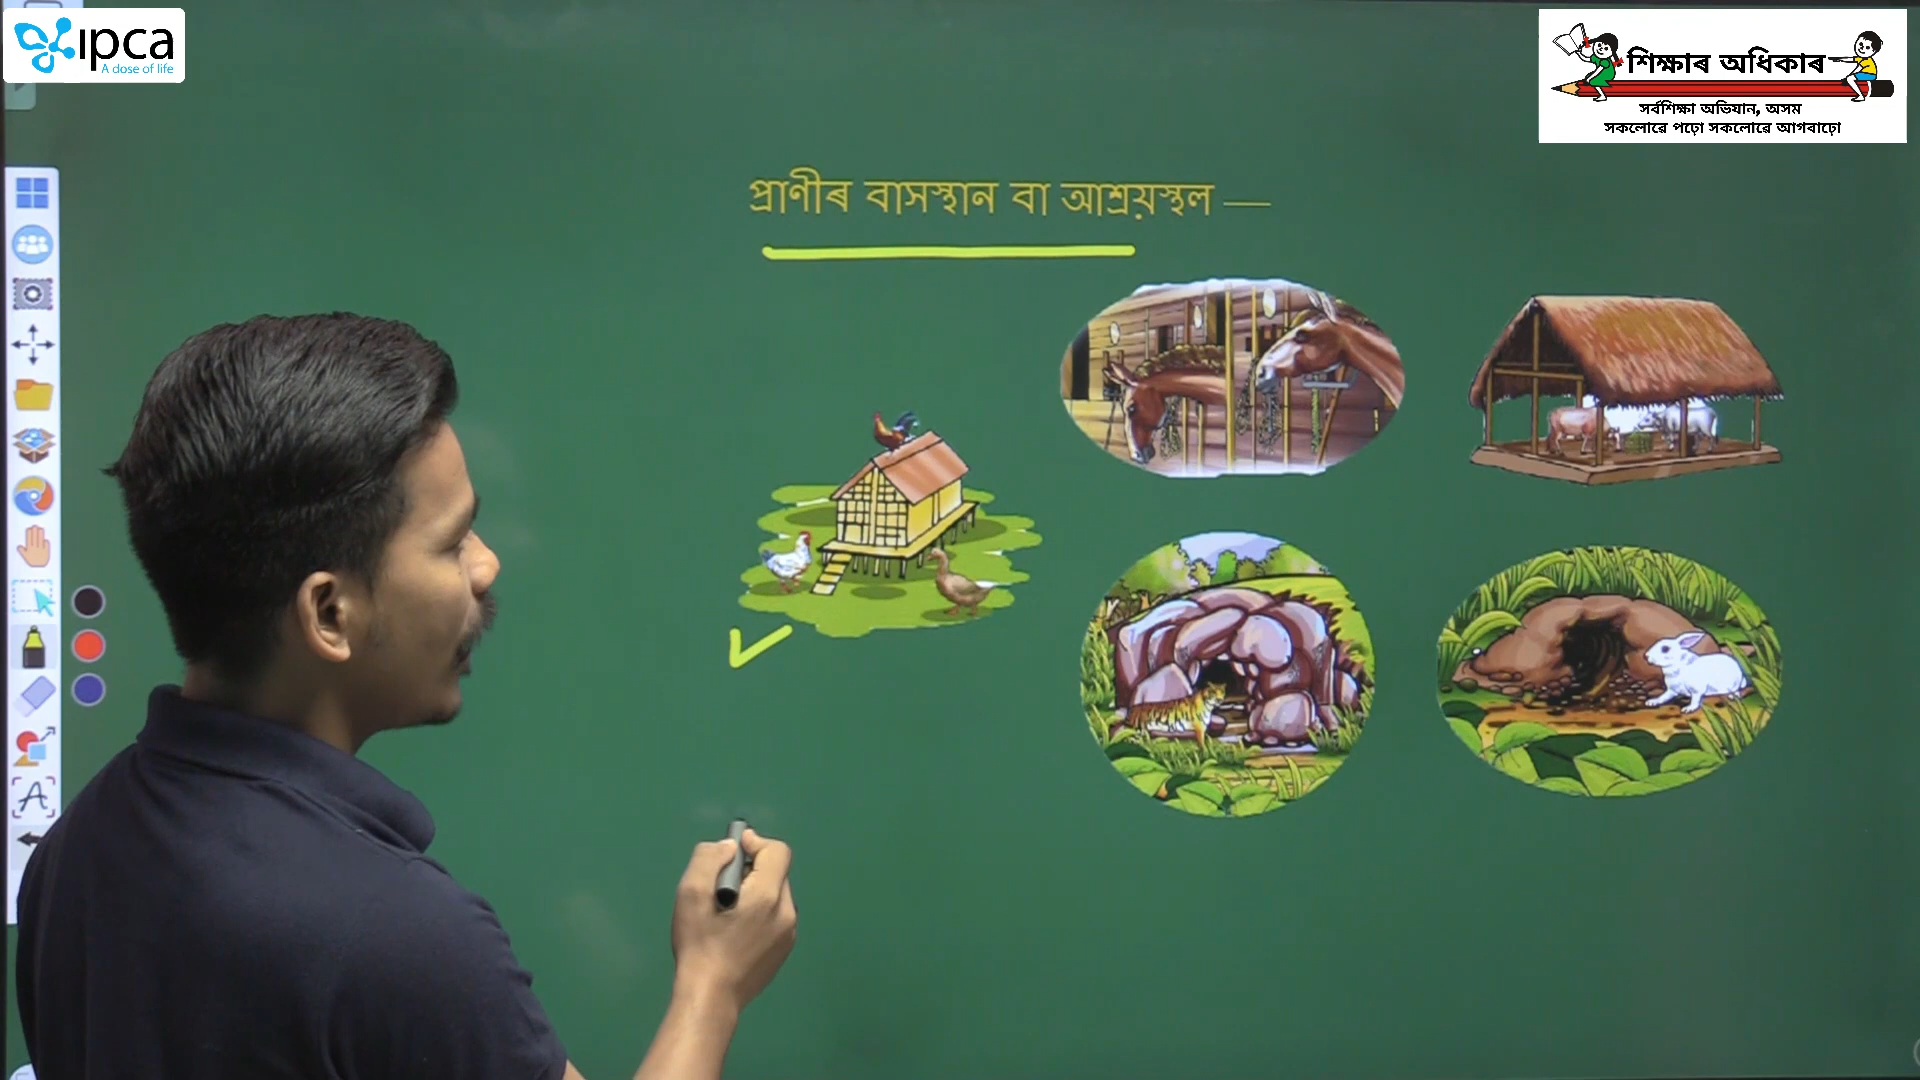 ipca
A dose of life
শিক্ষাৰ অধিকাৰ
সৰ্বশিক্ষা অভিযান, অসম
সকলোৱে পঢ়ো সকলোৱে আগবাঢ়ো
প্ৰাণীৰ বাসস্থান বা আশ্ৰয়স্থল —
A